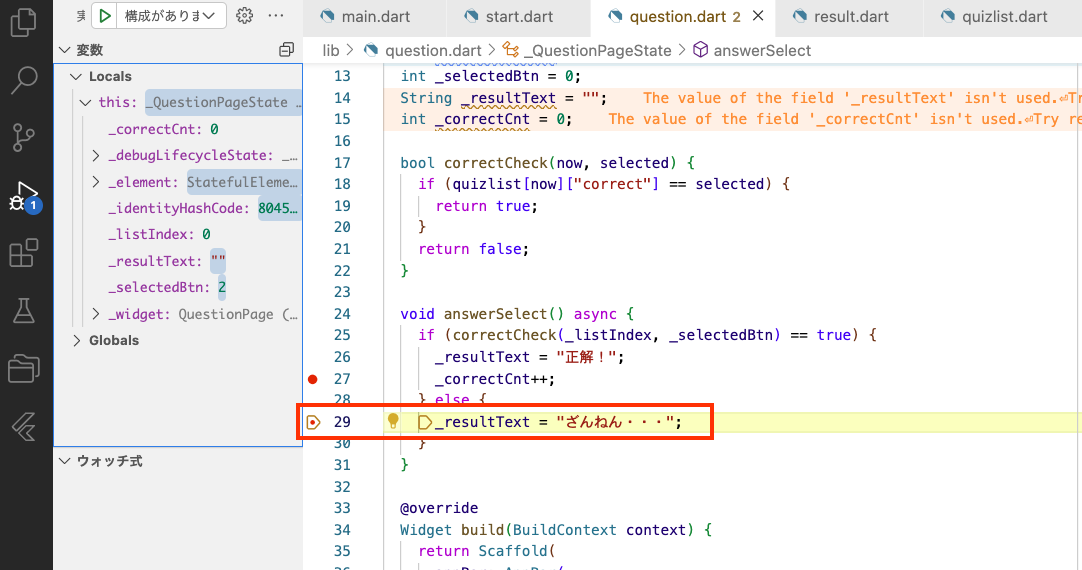 実
構成がありま
main.dart
start.dart
question.dart 2
result.dart
quizlist.dart
変数
lib > question.dart > _QuestionPageState > answerSelect
Locals
this: _QuestionPageState …
_correctCnt: 0
_debugLifecycleState: _…
_element: StatefulEleme…
_identityHashCode: 8045…
_listIndex: 0
_resultText: ""
_selectedBtn: 2
_widget: QuestionPage (…
Globals
ウォッチ式
1
13 int _selectedBtn = 0;
14 String _resultText = ""; The value of the field '_resultText' isn't used.⏎Tr
15 int _correctCnt = 0; The value of the field '_correctCnt' isn't used.⏎Try re
16
17 bool correctCheck(now, selected) {
18 if (quizlist[now]["correct"] == selected) {
19 return true;
20 }
21 return false;
22 }
23
24 void answerSelect() async {
25 if (correctCheck(_listIndex, _selectedBtn) == true) {
26 _resultText = "正解！";
27 _correctCnt++;
28 } else {
29 _resultText = "ざんねん・・・";
30 }
31 }
32
33 @override
34 Widget build(BuildContext context) {
35 return Scaffold(